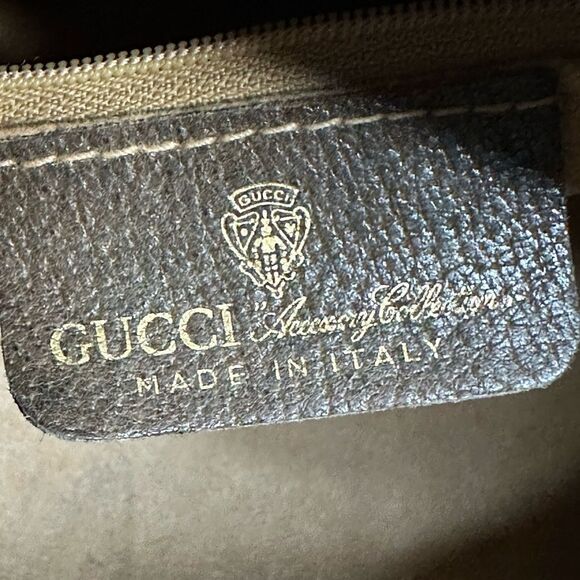 GUCCI
GUCCI "Accessory Collection"
MADE IN ITALY